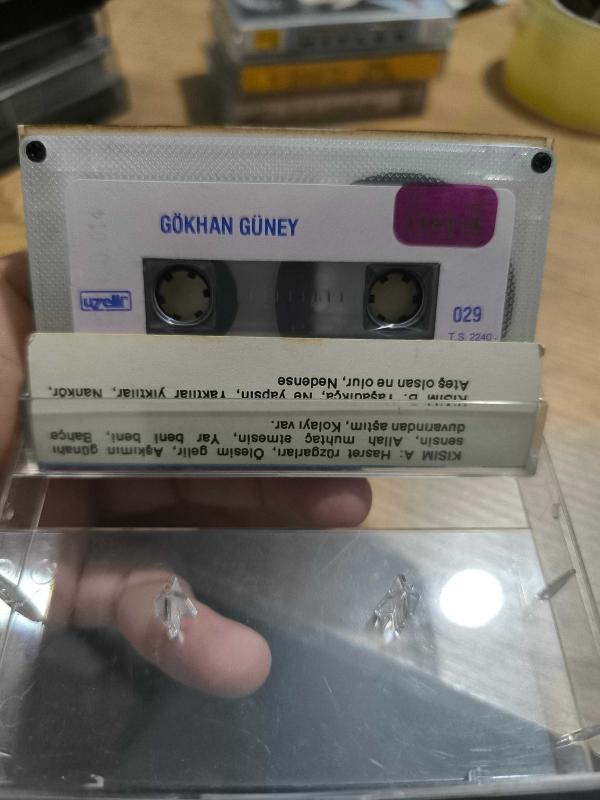 GÖKHAN GÜNEY
uzelli
029
T.S. 2240
KISIM A: Hasret rüzgarları, Ölesim gelir, Aşkımın günahı
sensin, Allah muhtaç etmesin, Yar beni beni, Bahçe
duvarından aştım, Kolayı var.
KISIM B: Yaşadıkça, Ne yapsın, Yaktılar yıktılar, Nankör,
Ateş olsan ne olur, Nedense